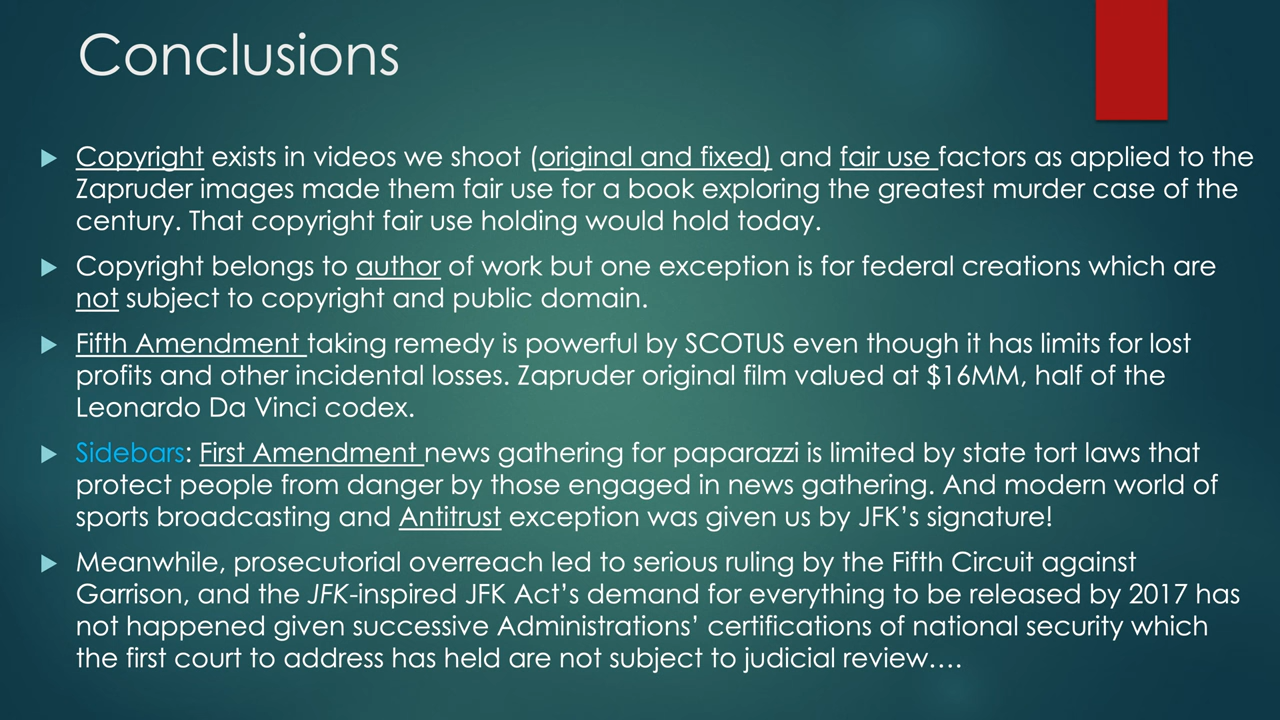 Conclusions
Copyright exists in videos we shoot (original and fixed) and fair use factors as applied to the
Zapruder images made them fair use for a book exploring the greatest murder case of the
century. That copyright fair use holding would hold today.
Copyright belongs to author of work but one exception is for federal creations which are
not subject to copyright and public domain.
Fifth Amendment taking remedy is powerful by SCOTUS even though it has limits for lost
profits and other incidental losses. Zapruder original film valued at $16MM, half of the
Leonardo Da Vinci codex.
Sidebars: First Amendment news gathering for paparazzi is limited by state tort laws that
protect people from danger by those engaged in news gathering. And modern world of
sports broadcasting and Antitrust exception was given us by JFK’s signature!
Meanwhile, prosecutorial overreach led to serious ruling by the Fifth Circuit against
Garrison, and the JFK-inspired JFK Act’s demand for everything to be released by 2017 has
not happened given successive Administrations’ certifications of national security which
the first court to address has held are not subject to judicial review….